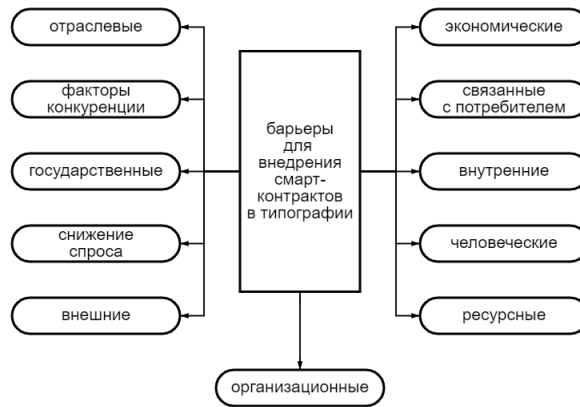 отраслевые
факторы
конкуренции
государственные
снижение
спроса
внешние
барьеры
для
внедрения
смарт-
контрактов
в типографии
экономические
связанные
с потребителем
внутренние
человеческие
ресурсные
организационные